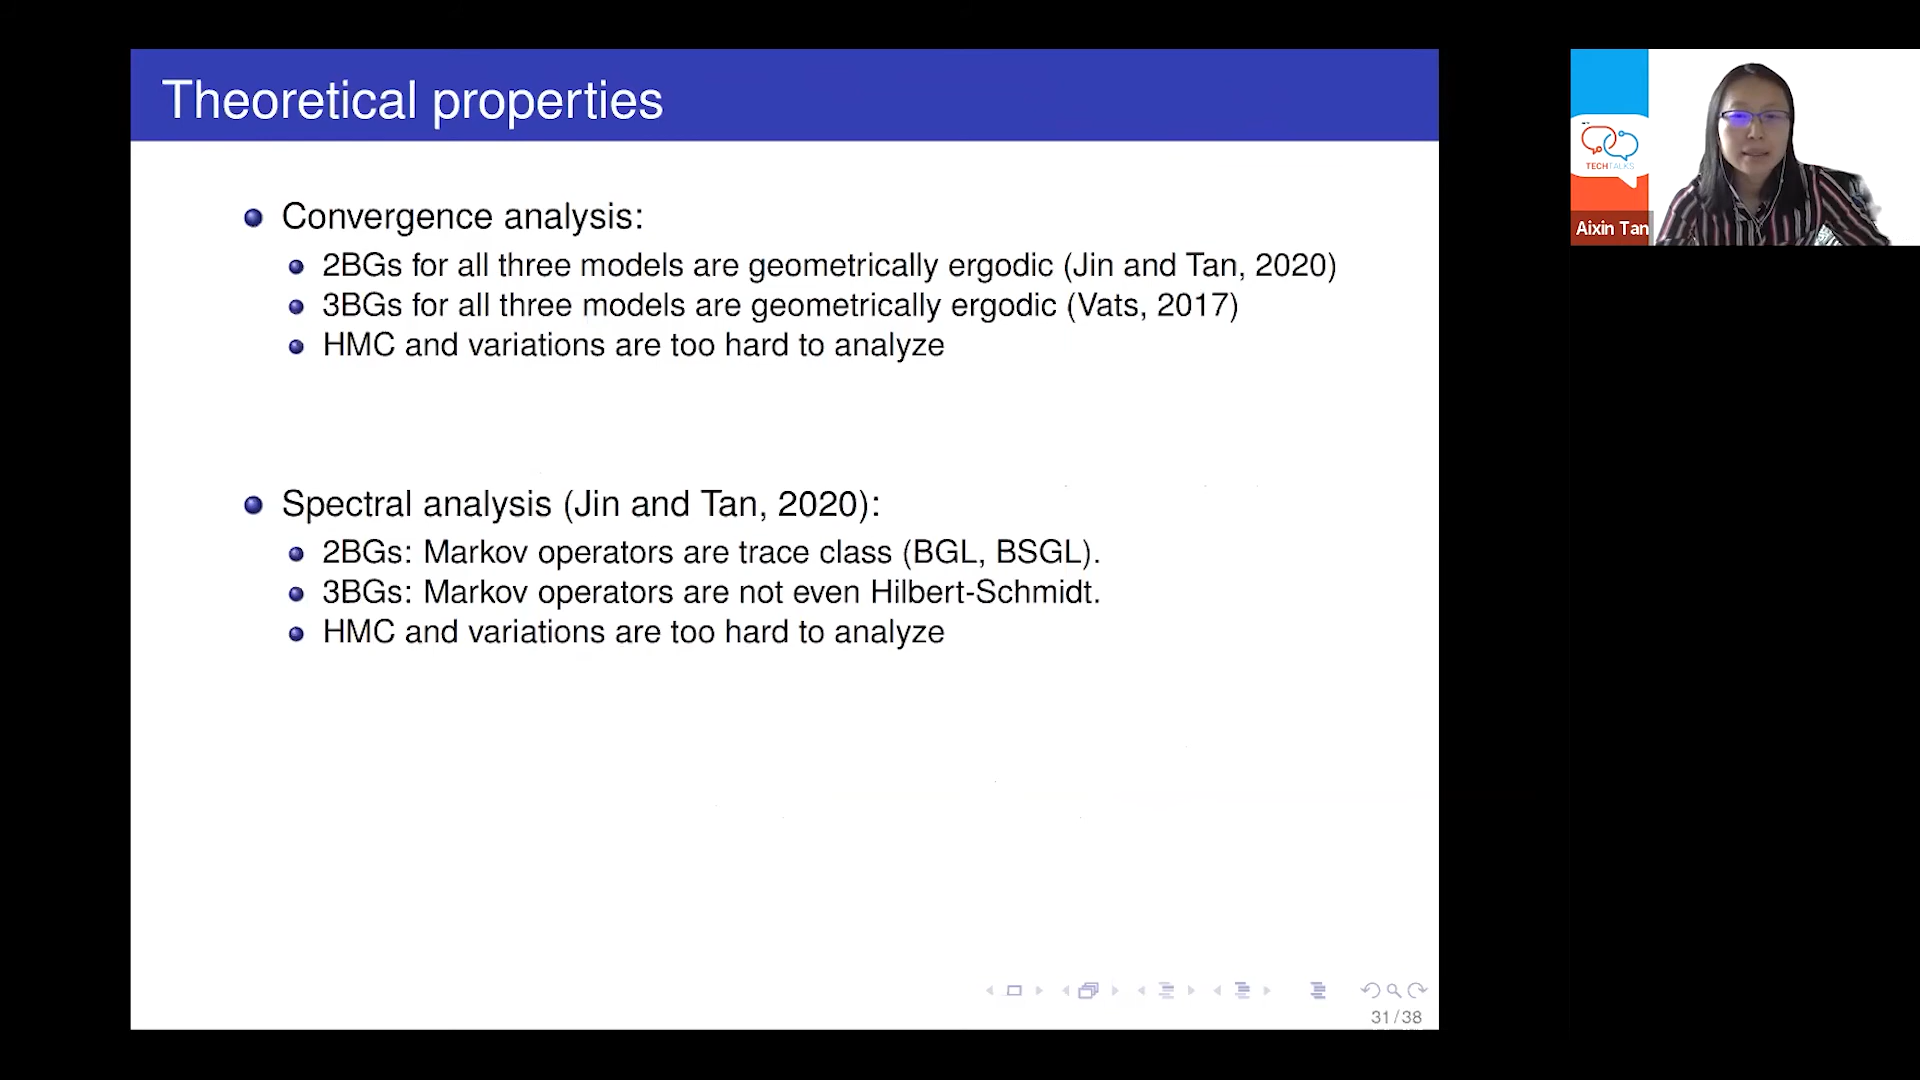 Theoretical properties
Convergence analysis:
2BGs for all three models are geometrically ergodic (Jin and Tan, 2020)
3BGs for all three models are geometrically ergodic (Vats, 2017)
HMC and variations are too hard to analyze
Spectral analysis (Jin and Tan, 2020):
2BGs: Markov operators are trace class (BGL, BSGL).
3BGs: Markov operators are not even Hilbert-Schmidt.
HMC and variations are too hard to analyze
31/38
TECHTALKS
Aixin Tan